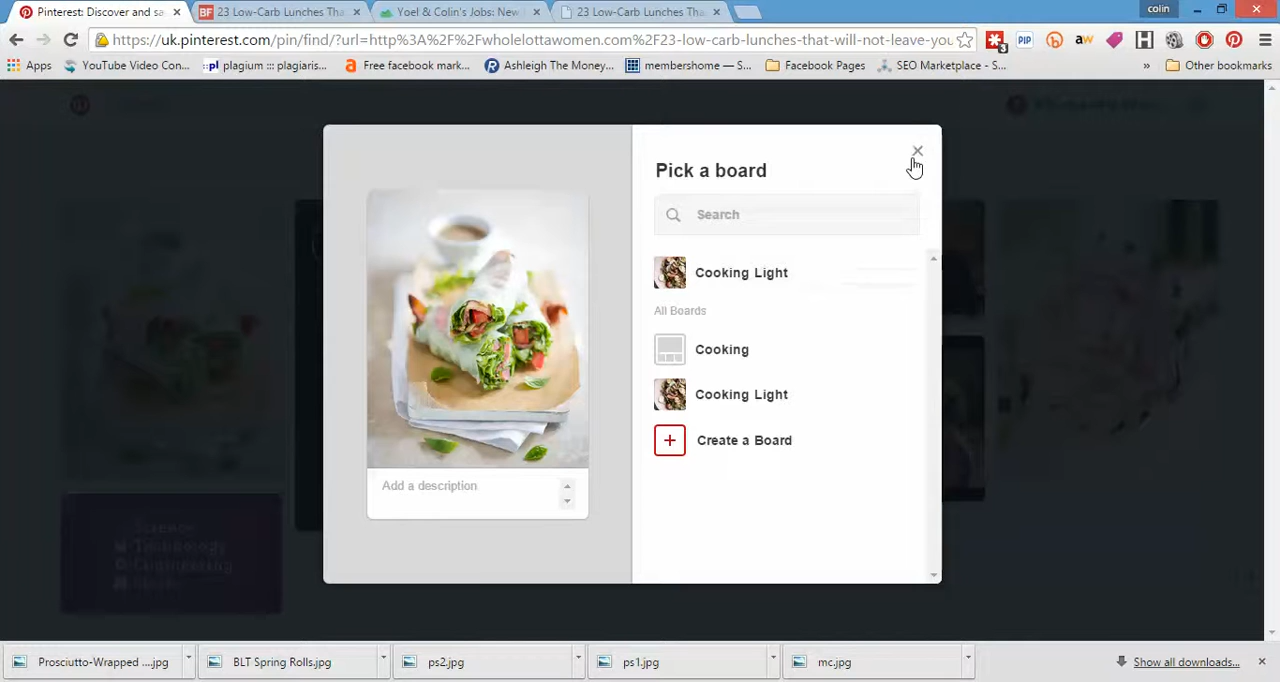 Pinterest: Discover and sa
23 Low-Carb Lunches Tha
Yoel & Colin's Jobs: New
23 Low-Carb Lunches Tha
colin
https://uk.pinterest.com/pin/find/?url=http%3A%2F%2Fwholelottawomen.com%2F23-low-carb-lunches-that-will-not-leave-you
Apps
YouTube Video Con...
plagium ::: plagiaris...
Free facebook mark...
Ashleigh The Money...
membershome — S...
Facebook Pages
SEO Marketplace - S...
»
Other bookmarks
Pick a board
Search
Cooking Light
All Boards
Cooking
Cooking Light
Create a Board
Add a description
Prosciutto-Wrapped ....jpg
BLT Spring Rolls.jpg
ps2.jpg
ps1.jpg
mc.jpg
Show all downloads...